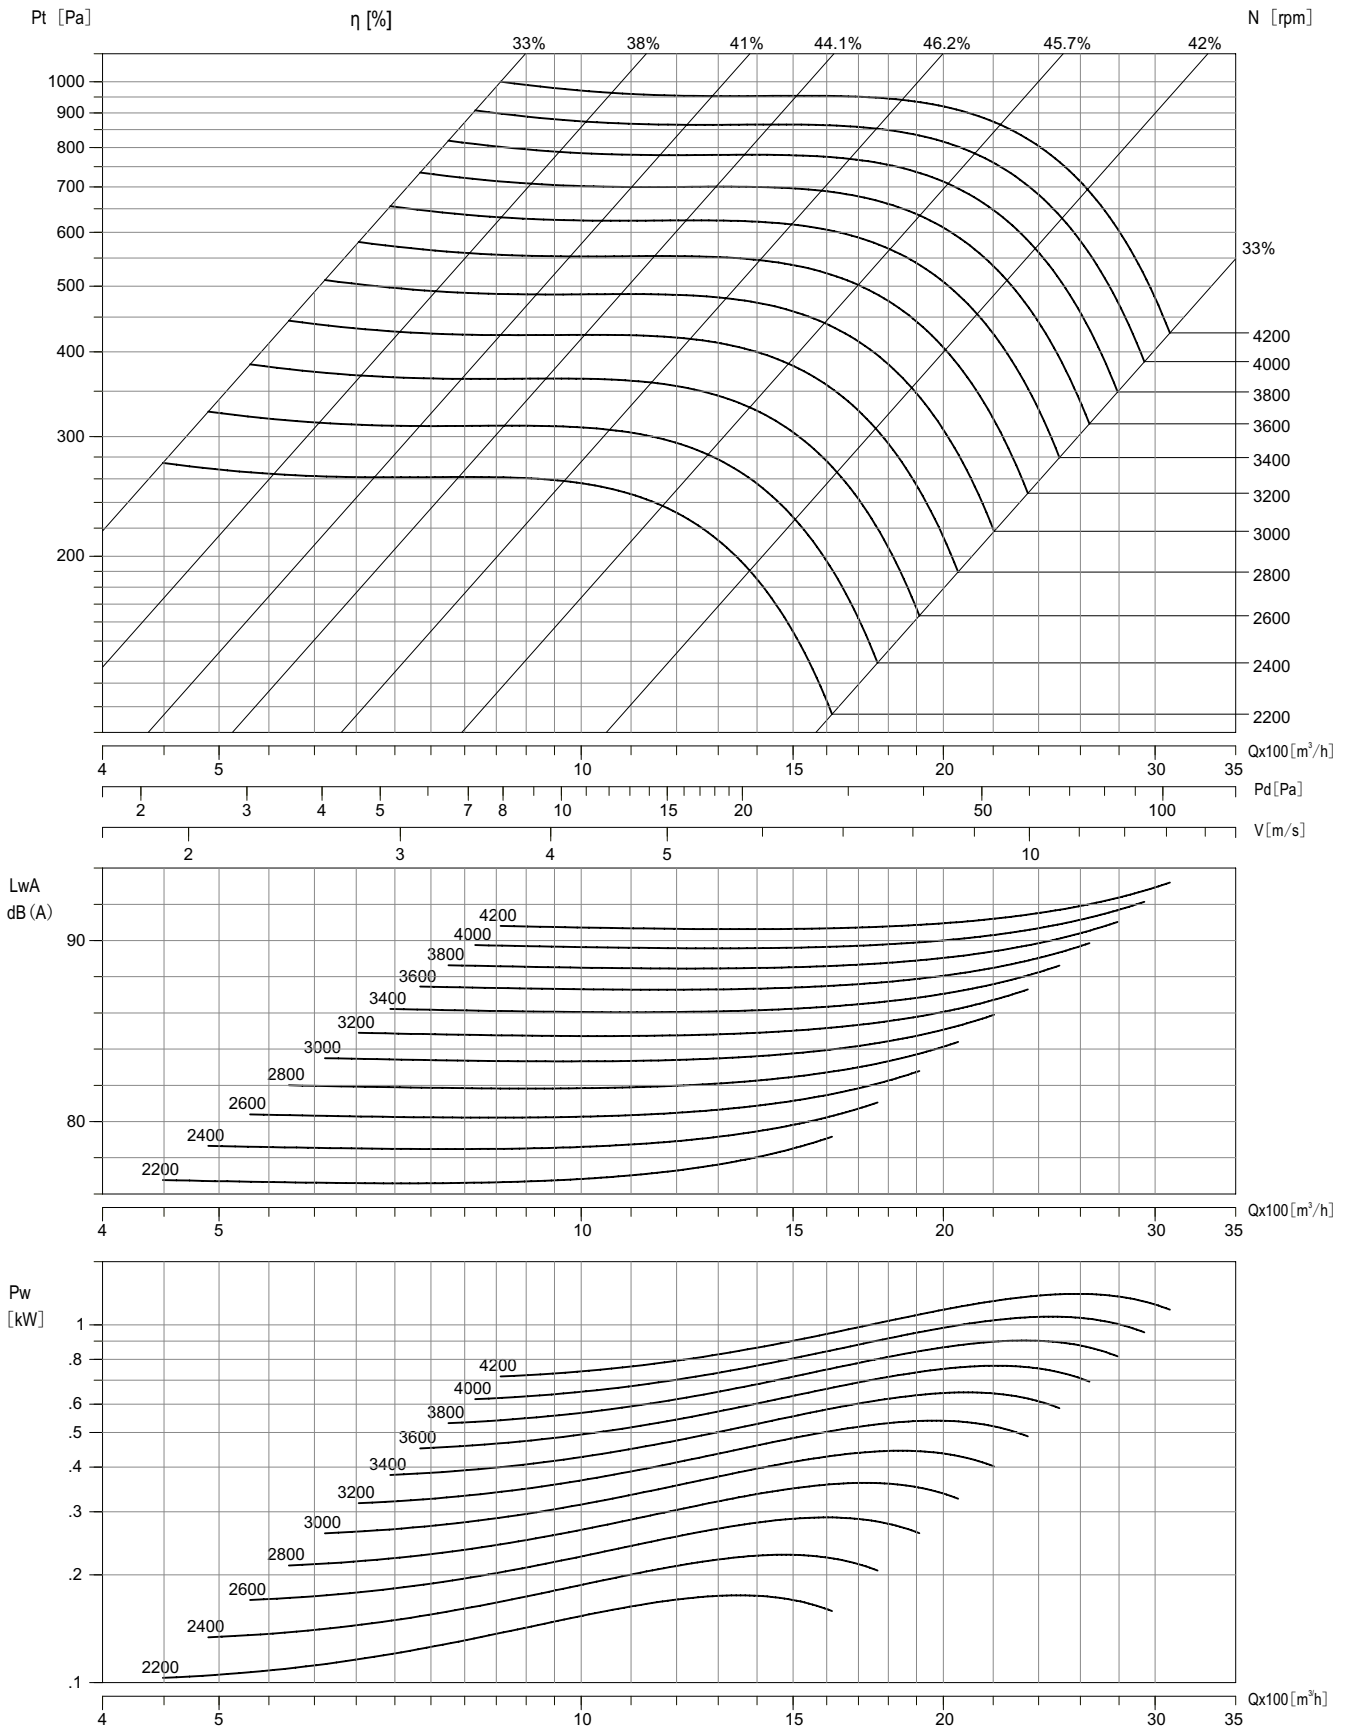 Pt [Pa]
η [%]
N [rpm]
33% 38% 41% 44.1% 46.2% 45.7% 42%
1000
900
800
700
600
500
400
300
200
33%
4200
4000
3800
3600
3400
3200
3000
2800
2600
2400
2200
4 5 10 15 20 30 35
Qx100[m³/h]
2 3 4 5 7 8 10 15 20 50 100
Pd[Pa]
2 3 4 5 10
V[m/s]
LwA
dB(A)
90
80
4200
4000
3800
3600
3400
3200
3000
2800
2600
2400
2200
4 5 10 15 20 30 35
Qx100[m³/h]
Pw
[kW]
1
.8
.6
.5
.4
.3
.2
.1
4200
4000
3800
3600
3400
3200
3000
2800
2600
2400
2200
4 5 10 15 20 30 35
Qx100[m³/h]